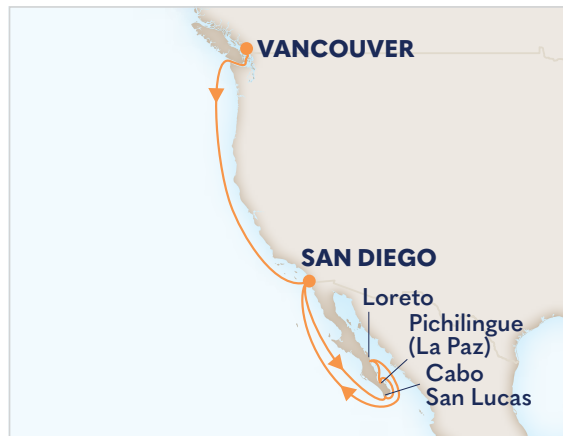 VANCOUVER
SAN DIEGO
Loreto
Pichilingue
(La Paz)
Cabo
San Lucas